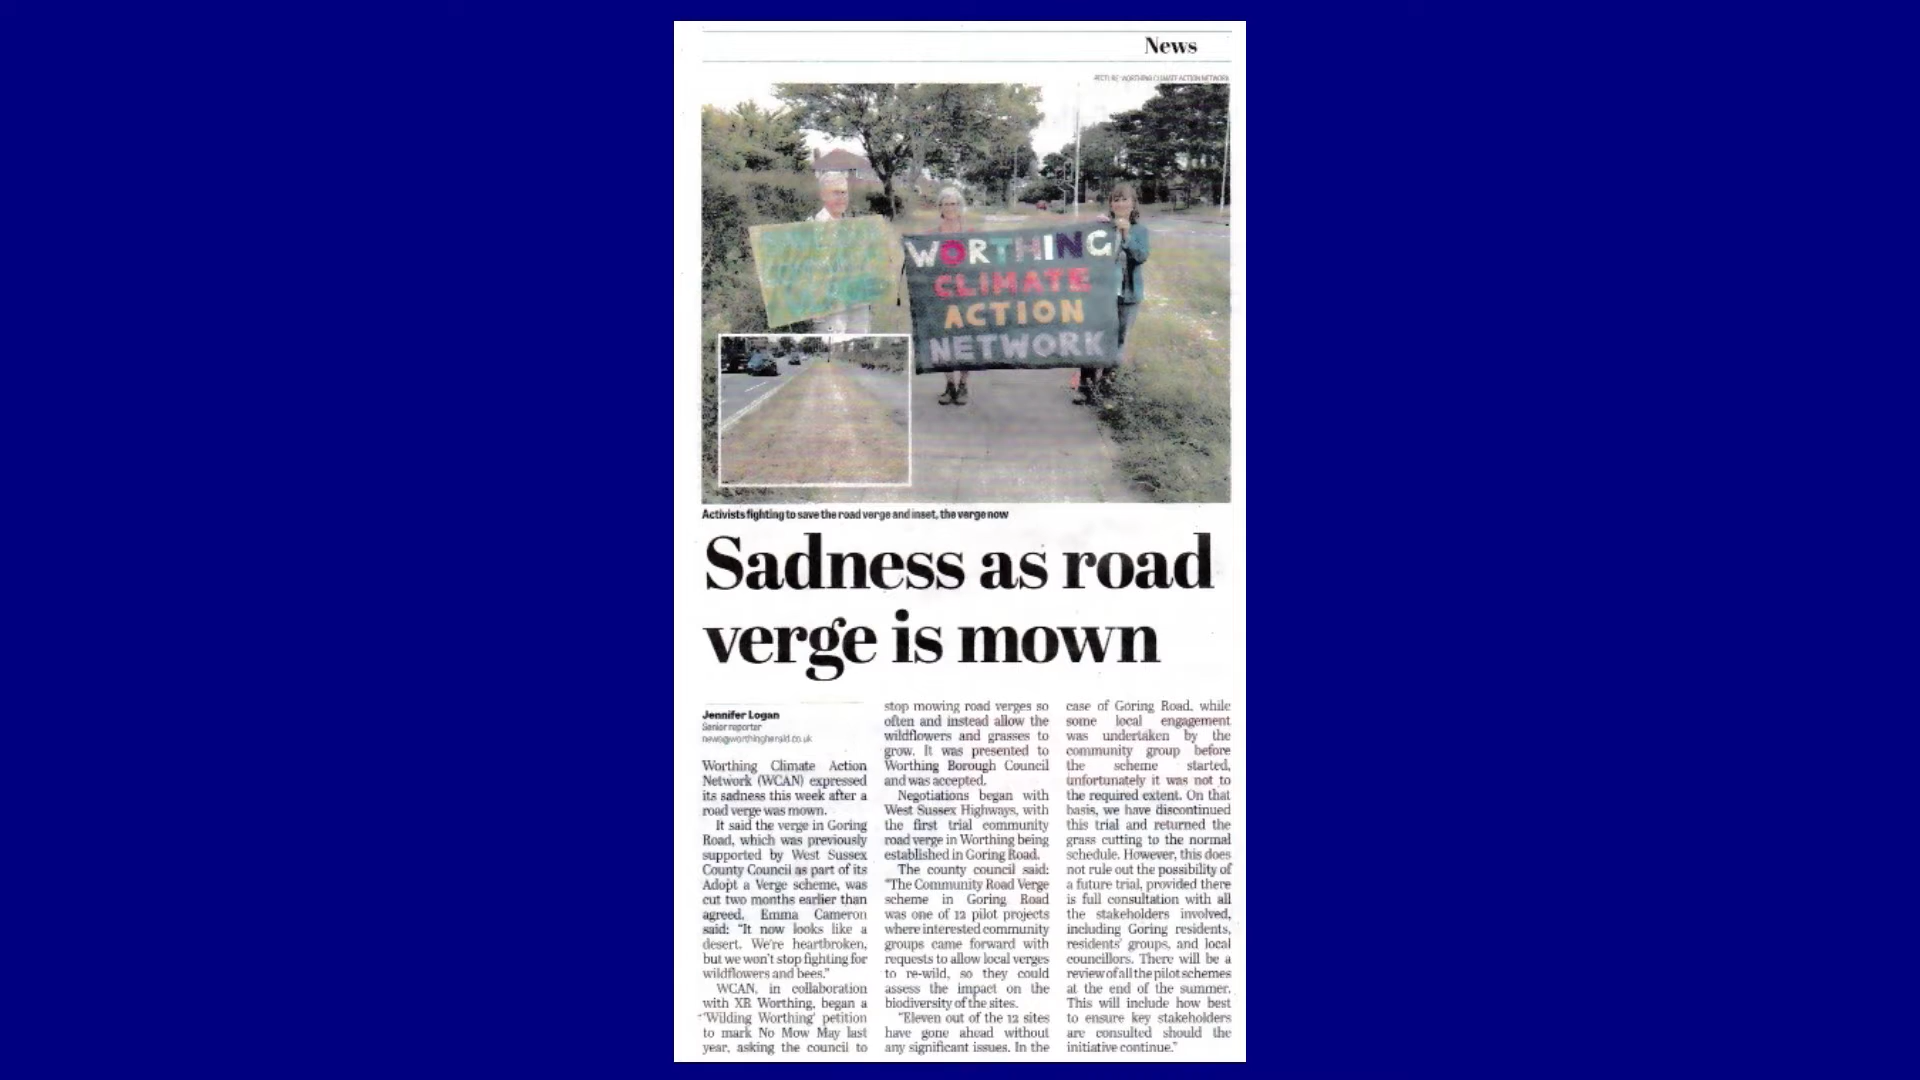 News
PICTURE: WORTHING CLIMATE ACTION NETWORK
WORTHING
CLIMATE
ACTION
NETWORK
Activists fighting to save the road verge and inset, the verge now
Sadness as road
verge is mown
Jennifer Logan
Senior reporter
news@worthingherald.co.uk
Worthing Climate Action
Network (WCAN) expressed
its sadness this week after a
road verge was mown.
It said the verge in Goring
Road, which was previously
supported by West Sussex
County Council as part of its
Adopt a Verge scheme, was
cut two months earlier than
agreed. Emma Cameron
said: "It now looks like a
desert. We're heartbroken,
but we won't stop fighting for
wildflowers and bees."
WCAN, in collaboration
with XR Worthing, began a
'Wilding Worthing' petition
to mark No Mow May last
year, asking the council to
stop mowing road verges so
often and instead allow the
wildflowers and grasses to
grow. It was presented to
Worthing Borough Council
and was accepted.
Negotiations began with
West Sussex Highways, with
the first trial community
road verge in Worthing being
established in Goring Road.
The county council said:
"The Community Road Verge
scheme in Goring Road
was one of 12 pilot projects
where interested community
groups came forward with
requests to allow local verges
to re-wild, so they could
assess the impact on the
biodiversity of the sites.
"Eleven out of the 12 sites
have gone ahead without
any significant issues. In the
case of Goring Road, while
some local engagement
was undertaken by the
community group before
the scheme started,
unfortunately it was not to
the required extent. On that
basis, we have discontinued
this trial and returned the
grass cutting to the normal
schedule. However, this does
not rule out the possibility of
a future trial, provided there
is full consultation with all
the stakeholders involved,
including Goring residents,
residents' groups, and local
councillors. There will be a
review of all the pilot schemes
at the end of the summer.
This will include how best
to ensure key stakeholders
are consulted should the
initiative continue."